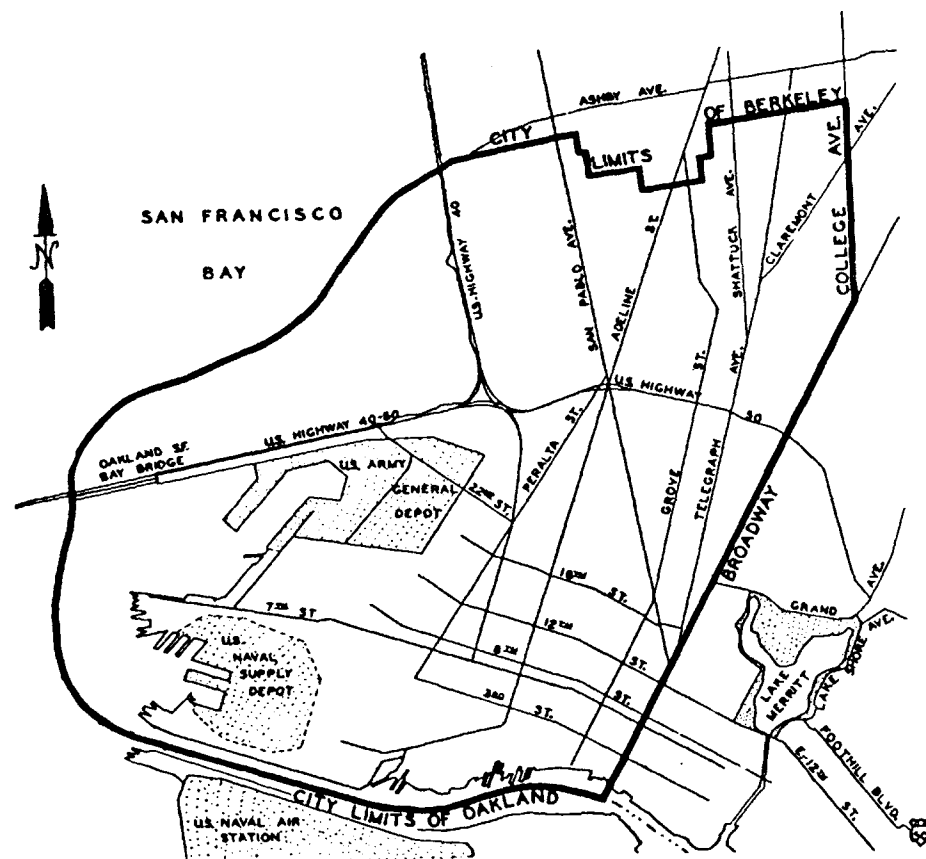 ASHBY AVE.
CITY
LIMITS
OF BERKELEY
SAN FRANCISCO
BAY
N
U.S. HIGHWAY 40
SAN PABLO AVE.
ADELINE ST.
SHATTUCK AVE.
CLAREMONT AVE.
COLLEGE AVE.
U.S. HIGHWAY 50
U.S. HIGHWAY 40-50
OAKLAND S.F.
BAY BRIDGE
U.S. ARMY
GENERAL
DEPOT
22ND ST.
PERALTA ST.
GROVE ST.
TELEGRAPH AVE.
BROADWAY
7TH ST
18TH ST.
12TH ST.
8TH ST.
3RD ST.
U.S.
NAVAL
SUPPLY
DEPOT
GRAND AVE.
LAKE
MERRITT
LAKE SHORE AVE.
FOOTHILL BLVD.
E-12TH ST.
CITY LIMITS OF OAKLAND
U.S. NAVAL AIR
STATION